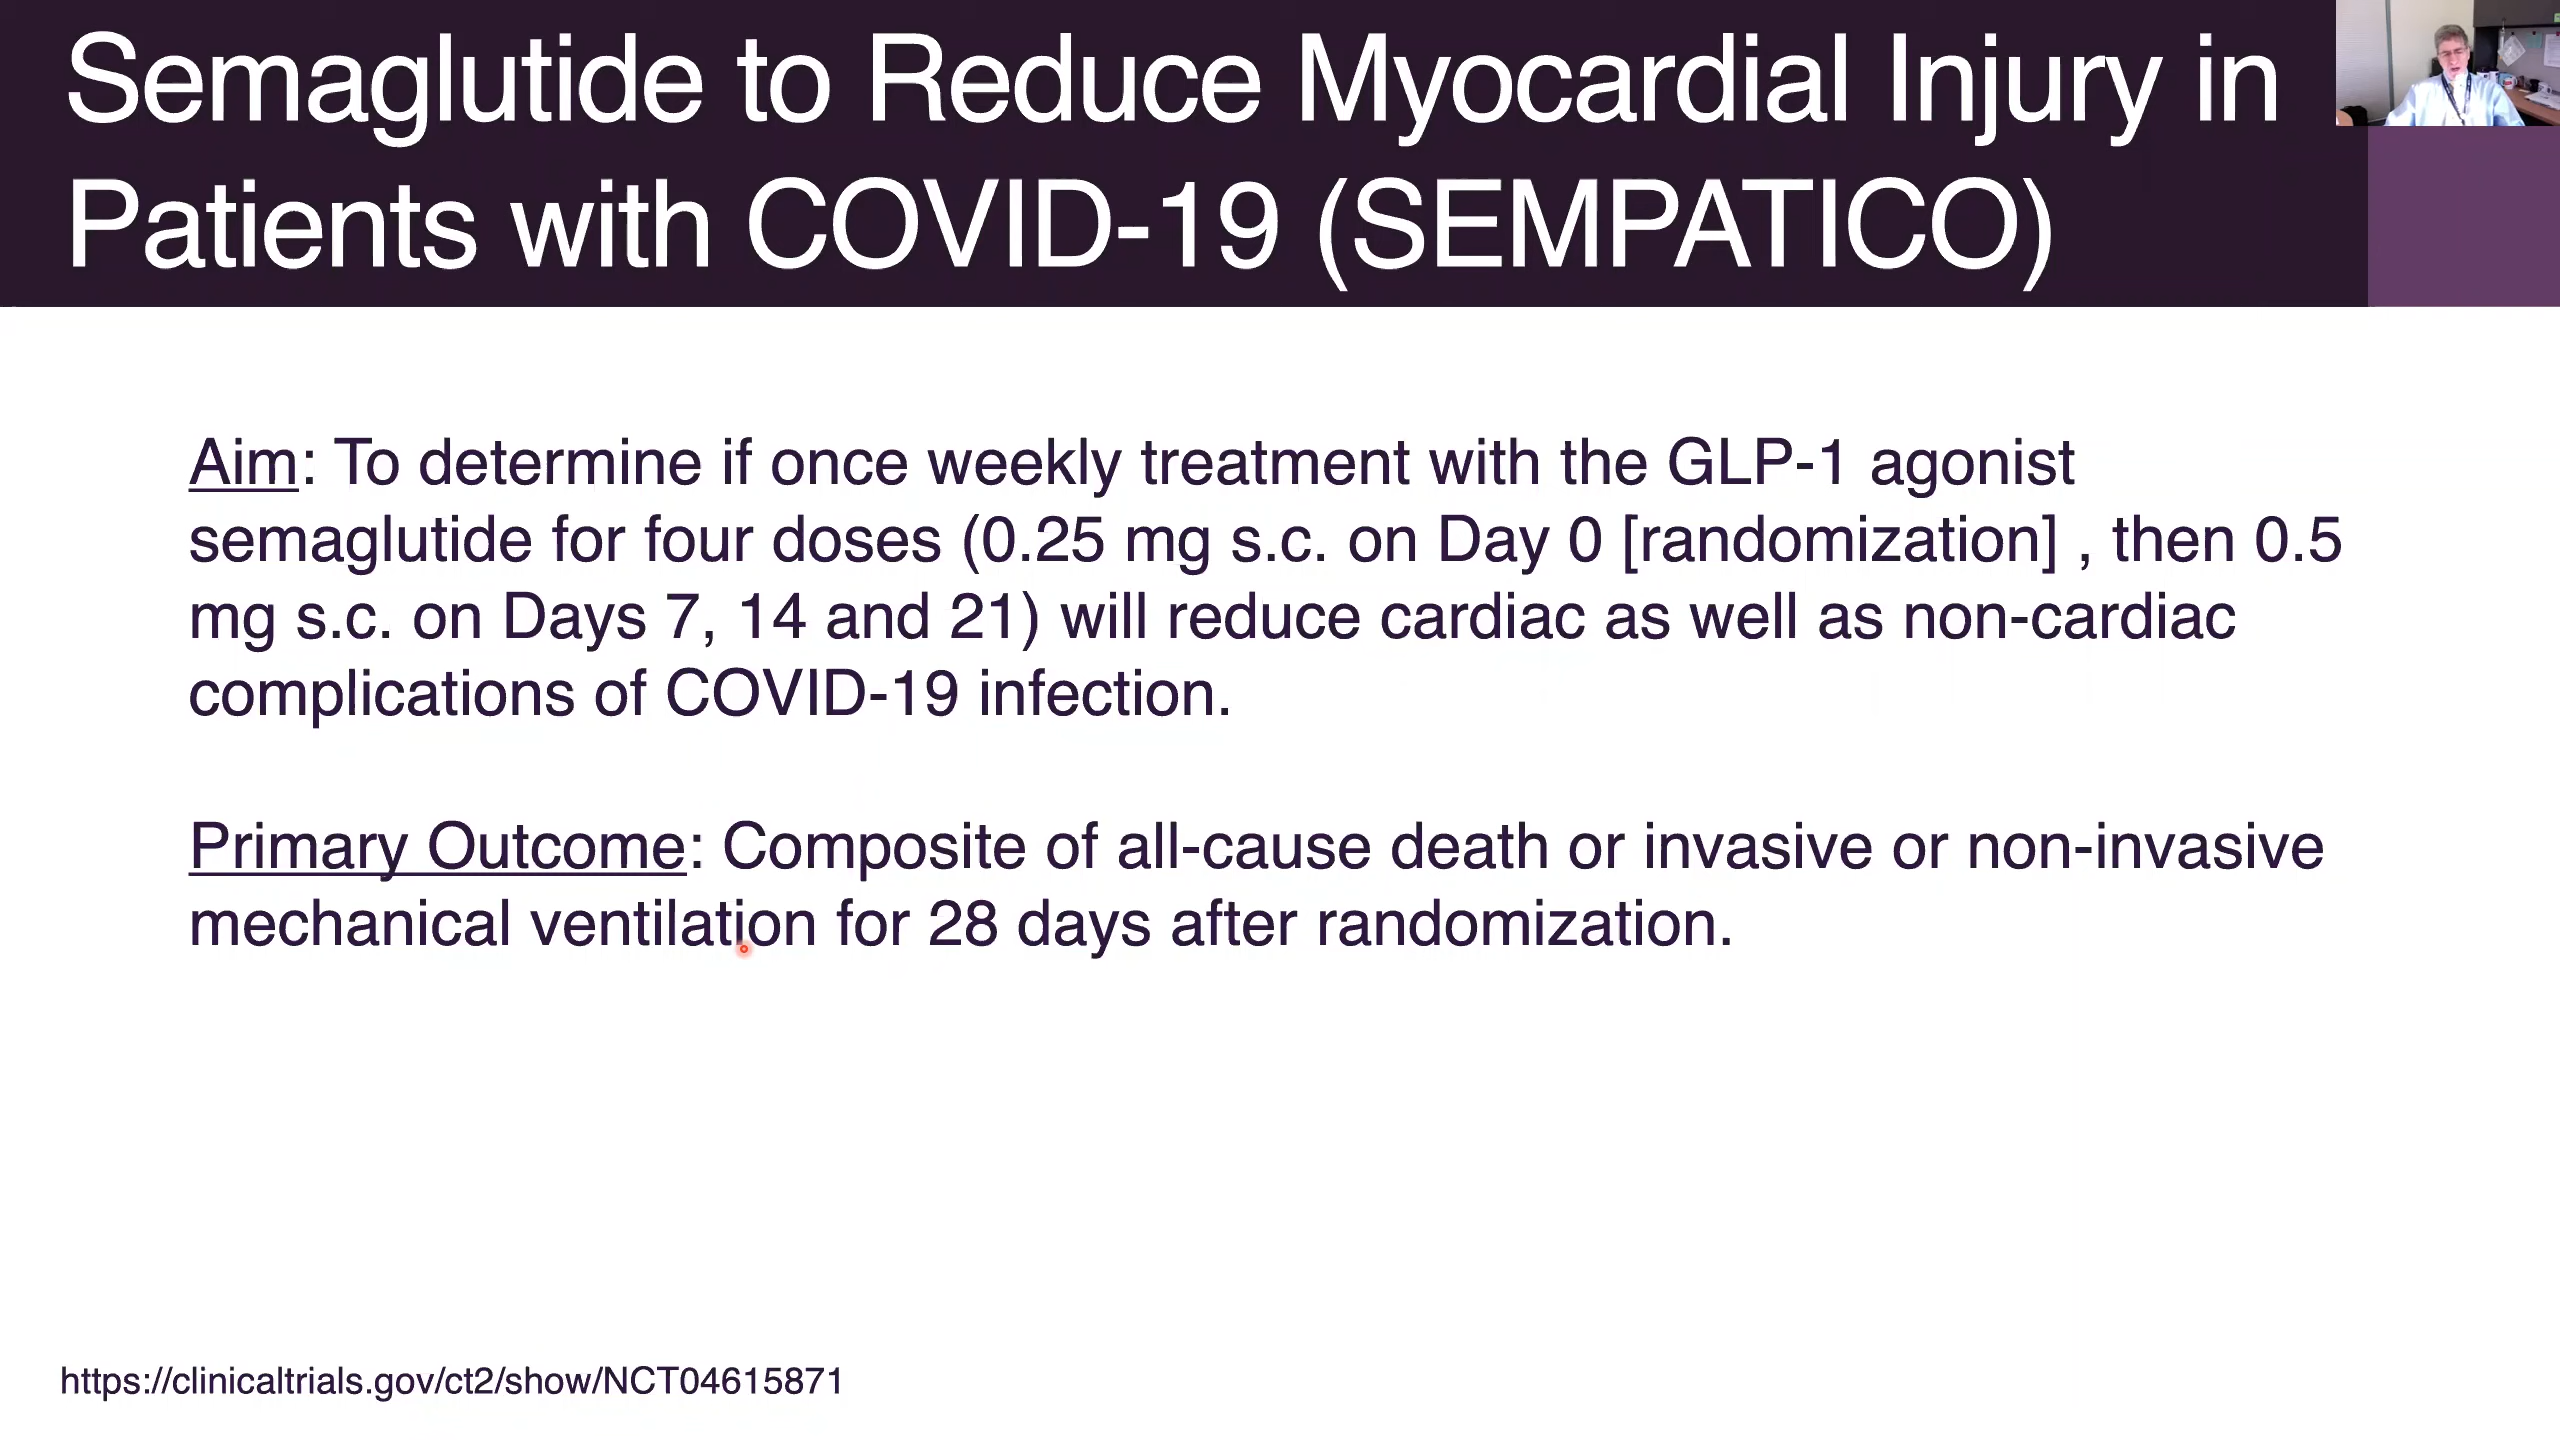 Semaglutide to Reduce Myocardial Injury in
Patients with COVID-19 (SEMPATICO)
Aim: To determine if once weekly treatment with the GLP-1 agonist
semaglutide for four doses (0.25 mg s.c. on Day 0 [randomization] , then 0.5
mg s.c. on Days 7, 14 and 21) will reduce cardiac as well as non-cardiac
complications of COVID-19 infection.
Primary Outcome: Composite of all-cause death or invasive or non-invasive
mechanical ventilation for 28 days after randomization.
https://clinicaltrials.gov/ct2/show/NCT04615871